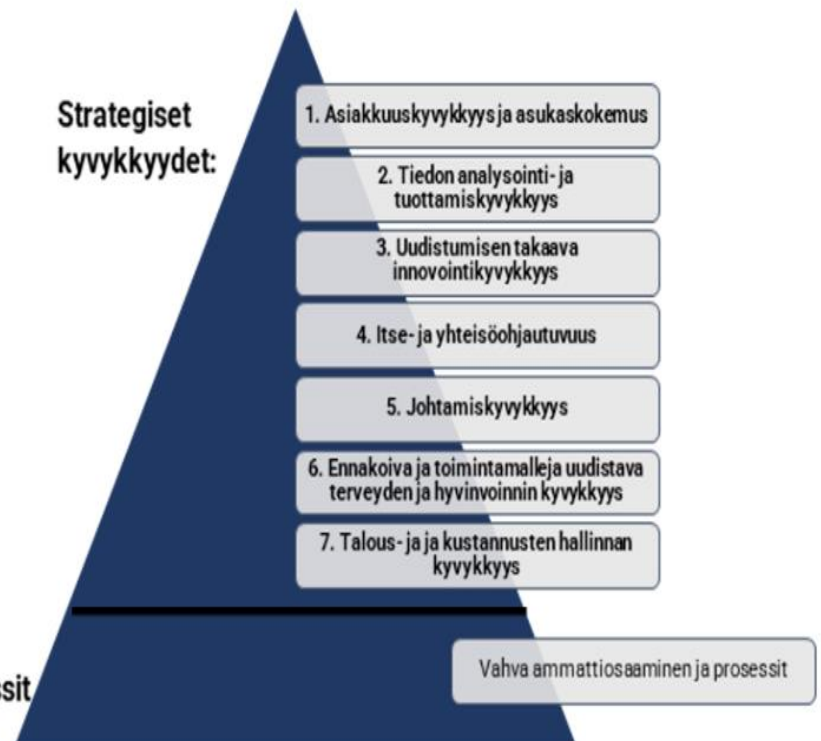 Strategiset
kyvykkyydet:
1. Asiakkuuskyvykkyys ja asukaskokemus
2. Tiedon analysointi- ja
tuottamiskyvykkyys
3. Uudistumisen takaava
innovointikyvykkyys
4. Itse- ja yhteisöohjautuvuus
5. Johtamiskyvykkyys
6. Ennakoiva ja toimintamalleja uudistava
terveyden ja hyvinvoinnin kyvykkyys
7. Talous- ja ja kustannusten hallinnan
kyvykkyys
Vahva ammattiosaaminen ja prosessit
ssit